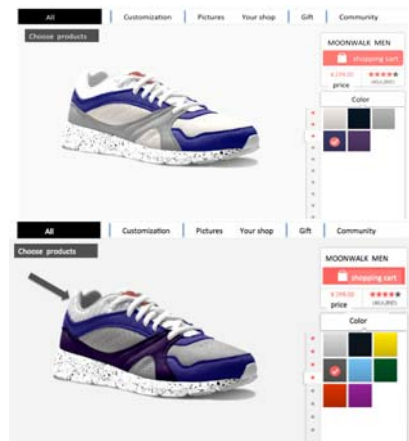 All Customization Pictures Your shop Gift Community
Choose products
MOONWALK MEN
shopping cart
price
Color
All Customization Pictures Your shop Gift Community
Choose products
MOONWALK MEN
shopping cart
price
Color